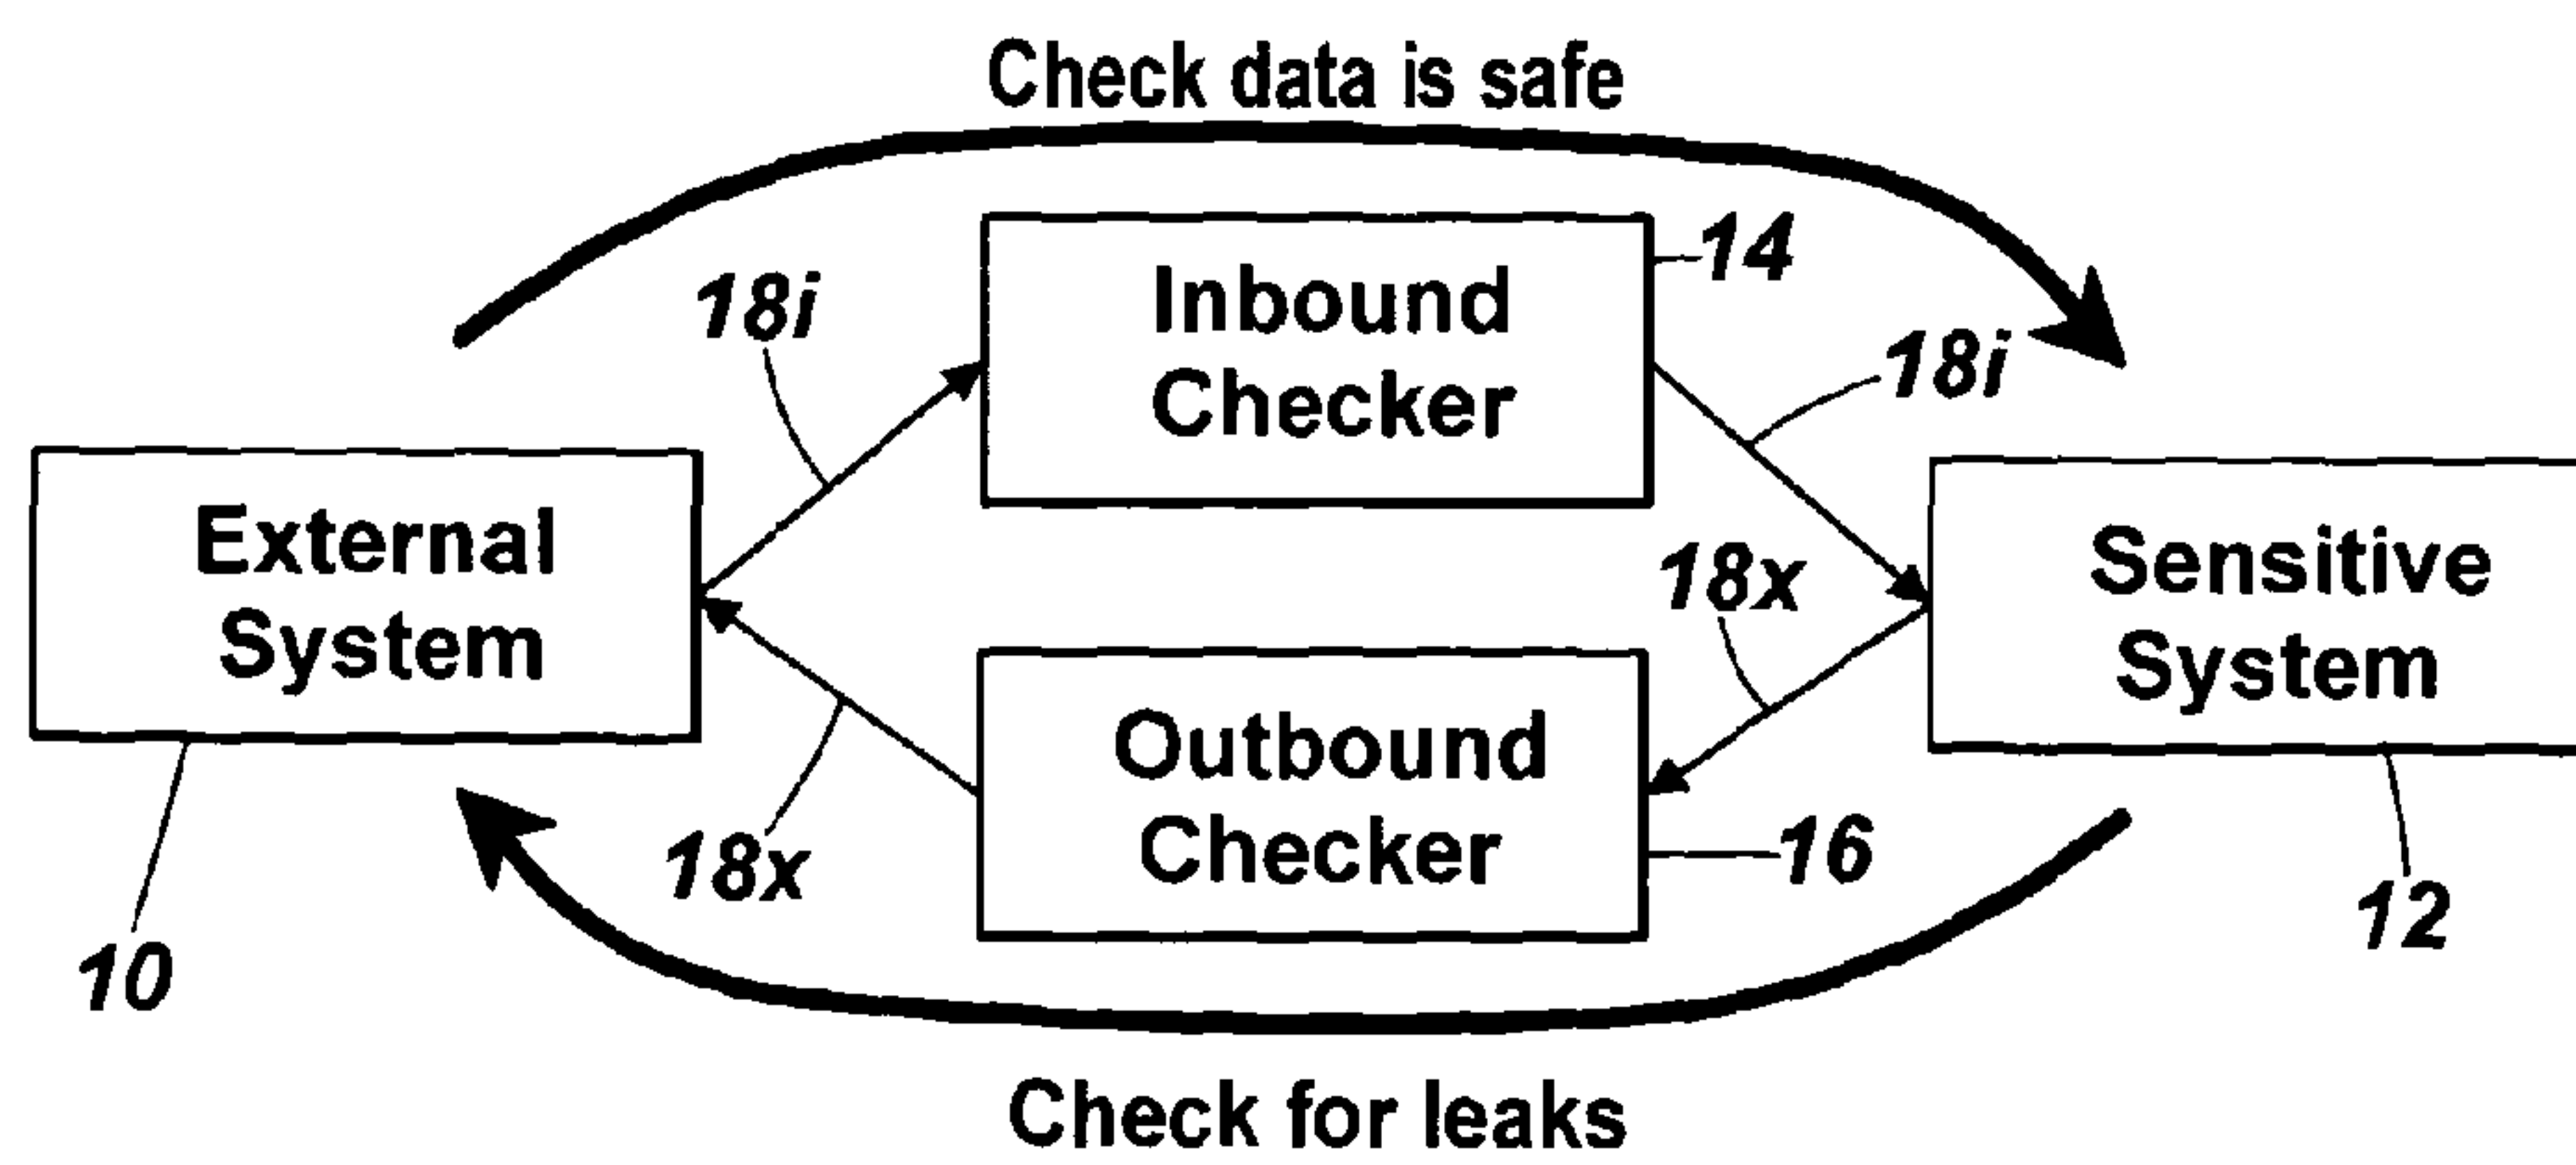 Check data is safe
14
18i
Inbound
Checker
18i
External
System
Sensitive
System
18x
Outbound
Checker
16
18x
12
10
Check for leaks